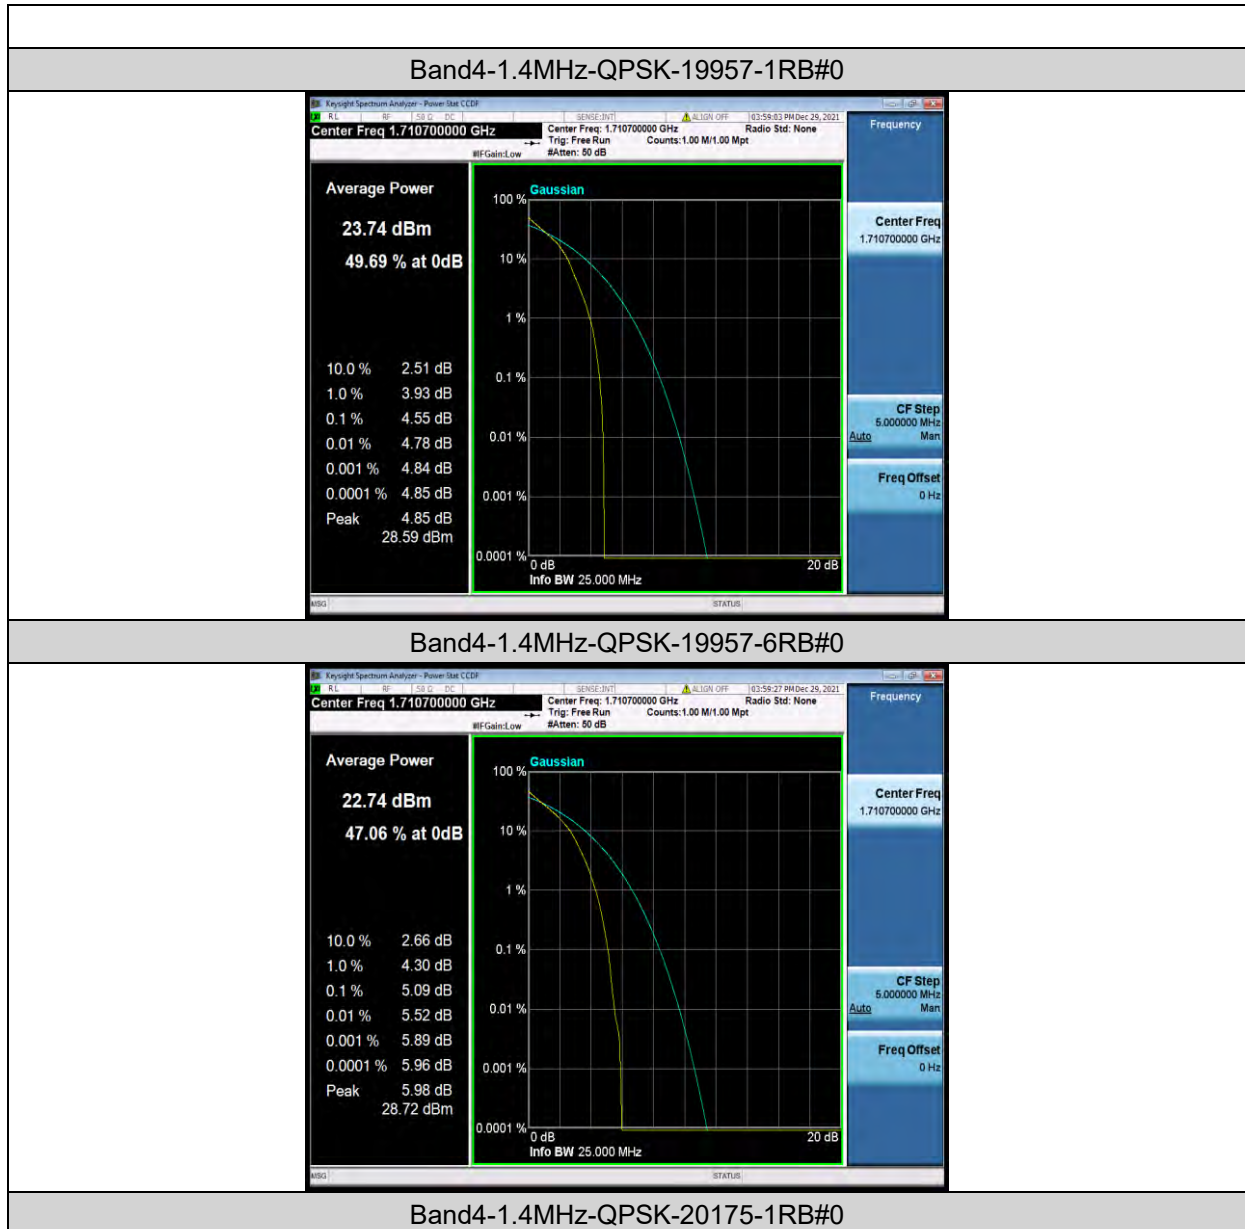 Band4-1.4MHz-QPSK-19957-1RB#0
Keysight Spectrum Analyzer - Power Stat CCDF
RL RF 50 Ω DC SENSE:INT ALIGN OFF 03:59:03 PM Dec 29, 2021
Center Freq 1.710700000 GHz
Center Freq: 1.710700000 GHz
Radio Std: None
Trig: Free Run
Counts:1.00 M/1.00 Mpt
#IFGain:Low
#Atten: 50 dB
Frequency
Average Power
23.74 dBm
49.69 % at 0dB
10.0 % 2.51 dB
1.0 % 3.93 dB
0.1 % 4.55 dB
0.01 % 4.78 dB
0.001 % 4.84 dB
0.0001 % 4.85 dB
Peak 4.85 dB
28.59 dBm
Gaussian
100 %
10 %
1 %
0.1 %
0.01 %
0.001 %
0.0001 %
0 dB
20 dB
Info BW 25.000 MHz
Center Freq
1.710700000 GHz
CF Step
5.000000 MHz
Auto Man
Freq Offset
0 Hz
MSG
STATUS
Band4-1.4MHz-QPSK-19957-6RB#0
Keysight Spectrum Analyzer - Power Stat CCDF
RL RF 50 Ω DC SENSE:INT ALIGN OFF 03:59:27 PM Dec 29, 2021
Center Freq 1.710700000 GHz
Center Freq: 1.710700000 GHz
Radio Std: None
Trig: Free Run
Counts:1.00 M/1.00 Mpt
#IFGain:Low
#Atten: 50 dB
Frequency
Average Power
22.74 dBm
47.06 % at 0dB
10.0 % 2.66 dB
1.0 % 4.30 dB
0.1 % 5.09 dB
0.01 % 5.52 dB
0.001 % 5.89 dB
0.0001 % 5.96 dB
Peak 5.98 dB
28.72 dBm
Gaussian
100 %
10 %
1 %
0.1 %
0.01 %
0.001 %
0.0001 %
0 dB
20 dB
Info BW 25.000 MHz
Center Freq
1.710700000 GHz
CF Step
5.000000 MHz
Auto Man
Freq Offset
0 Hz
MSG
STATUS
Band4-1.4MHz-QPSK-20175-1RB#0